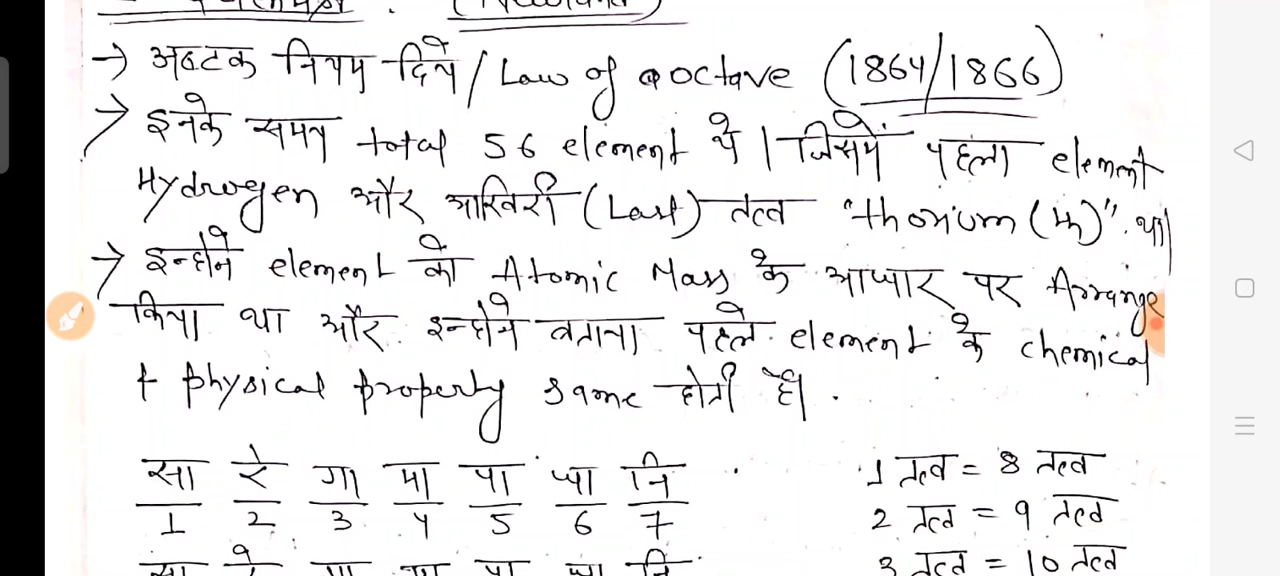 (Newlands)
→ अष्टक नियम दिये / Law of octave (1864/1866)
→ इनके समय total 56 element थे । जिसमें पहला element
Hydrogen और आखिरी (Last) तत्व "thorium (Th)" था।
→ इन्होंने element को Atomic Mass के आधार पर Arrange
किया था और इन्होंने बताया पहले element के chemical
+ physical property same होती है।
सा रे गा मा पा धा नि 1 तत्व = 8 तत्व
1 2 3 4 5 6 7 2 तत्व = 9 तत्व
सा रे गा मा पा धा नि 3 तत्व = 10 तत्व